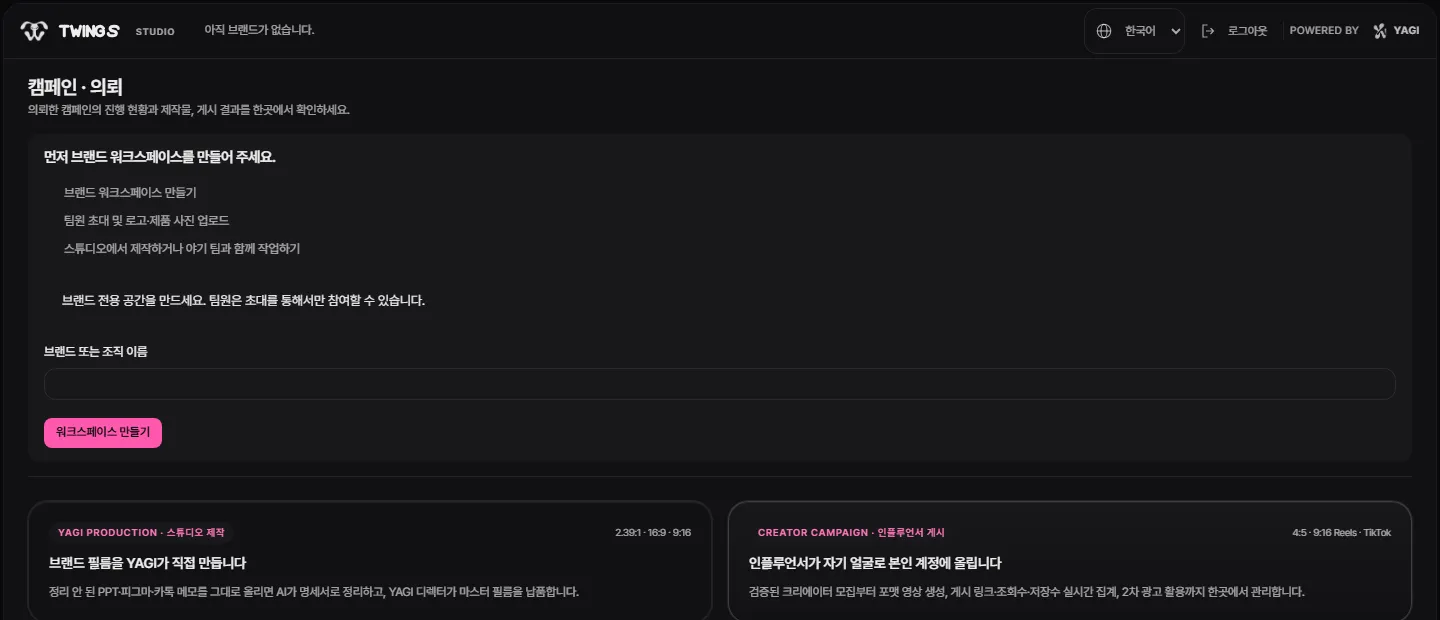 TWINGS STUDIO 아직 브랜드가 없습니다. 한국어 로그아웃 POWERED BY YAGI
캠페인 · 의뢰
의뢰한 캠페인의 진행 현황과 제작물, 게시 결과를 한곳에서 확인하세요.
먼저 브랜드 워크스페이스를 만들어 주세요.
브랜드 워크스페이스 만들기
팀원 초대 및 로고·제품 사진 업로드
스튜디오에서 제작하거나 야기 팀과 함께 작업하기
브랜드 전용 공간을 만드세요. 팀원은 초대를 통해서만 참여할 수 있습니다.
브랜드 또는 조직 이름
워크스페이스 만들기
YAGI PRODUCTION · 스튜디오 제작 2.39:1 · 16:9 · 9:16
브랜드 필름을 YAGI가 직접 만듭니다
정리 안 된 PPT·피그마·카톡 메모를 그대로 올리면 AI가 명세서로 정리하고, YAGI 디렉터가 마스터 필름을 납품합니다.
CREATOR CAMPAIGN · 인플루언서 게시 4:5 · 9:16 Reels · TikTok
인플루언서가 자기 얼굴로 본인 계정에 올립니다
검증된 크리에이터 모집부터 포맷 영상 생성, 게시 링크·조회수·저장수 실시간 집계, 2차 광고 활용까지 한곳에서 관리합니다.